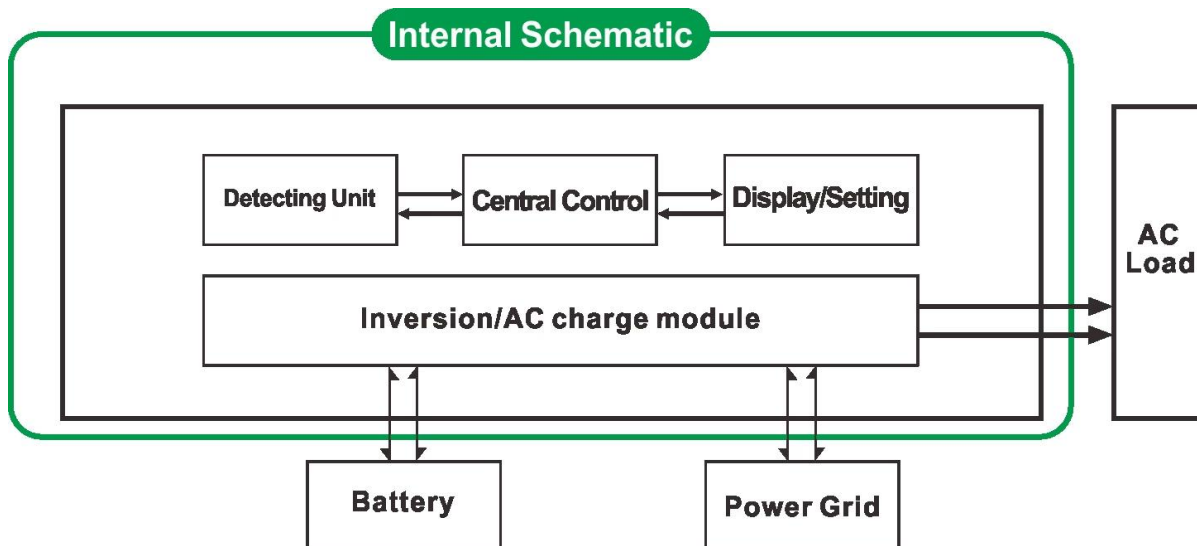 Internal Schematic
Detecting Unit
Central Control
Display/Setting
AC
Load
Inversion/AC charge module
Battery
Power Grid